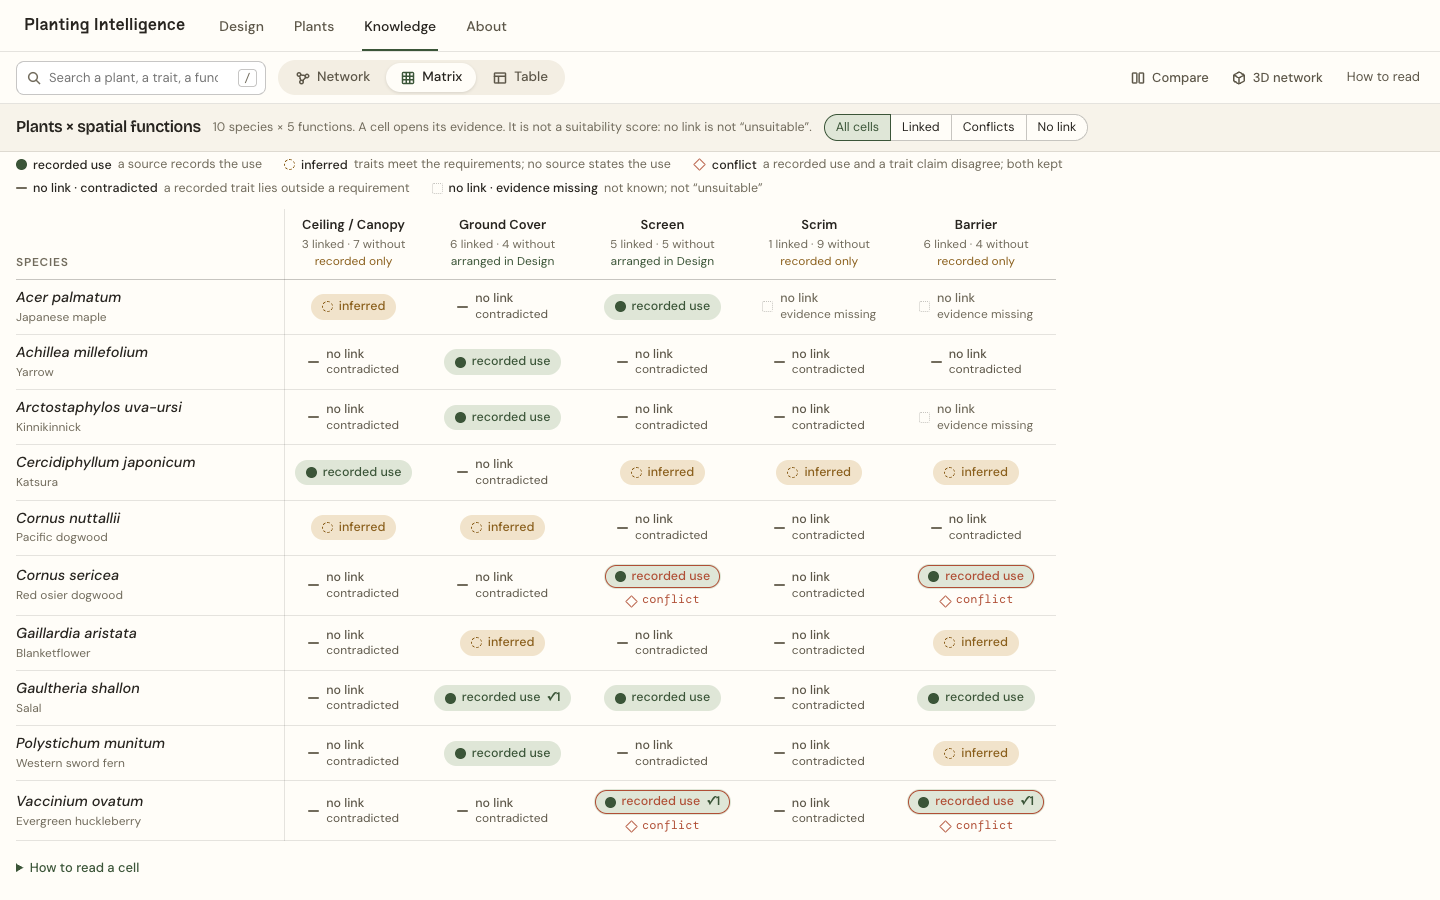 Planting Intelligence Design Plants Knowledge About
Search a plant, a trait, a func / Network Matrix Table Compare 3D network How to read
Plants × spatial functions 10 species × 5 functions. A cell opens its evidence. It is not a suitability score: no link is not “unsuitable”. All cells Linked Conflicts No link
recorded use a source records the use inferred traits meet the requirements; no source states the use conflict a recorded use and a trait claim disagree; both kept
no link · contradicted a recorded trait lies outside a requirement no link · evidence missing not known; not “unsuitable”
Ceiling / Canopy Ground Cover Screen Scrim Barrier
3 linked · 7 without 6 linked · 4 without 5 linked · 5 without 1 linked · 9 without 6 linked · 4 without
SPECIES recorded only arranged in Design arranged in Design recorded only recorded only
Acer palmatum inferred no link recorded use no link no link
Japanese maple contradicted evidence missing evidence missing
Achillea millefolium no link recorded use no link no link no link
Yarrow contradicted contradicted contradicted contradicted
Arctostaphylos uva-ursi no link recorded use no link no link no link
Kinnikinnick contradicted contradicted contradicted evidence missing
Cercidiphyllum japonicum recorded use no link inferred inferred inferred
Katsura contradicted
Cornus nuttallii inferred inferred no link no link no link
Pacific dogwood contradicted contradicted contradicted
Cornus sericea no link no link recorded use no link recorded use
Red osier dogwood contradicted contradicted conflict contradicted conflict
Gaillardia aristata no link inferred no link no link inferred
Blanketflower contradicted contradicted contradicted
Gaultheria shallon no link recorded use ✓1 recorded use no link recorded use
Salal contradicted contradicted
Polystichum munitum no link recorded use no link no link inferred
Western sword fern contradicted contradicted contradicted
Vaccinium ovatum no link no link recorded use ✓1 no link recorded use ✓1
Evergreen huckleberry contradicted contradicted conflict contradicted conflict
How to read a cell